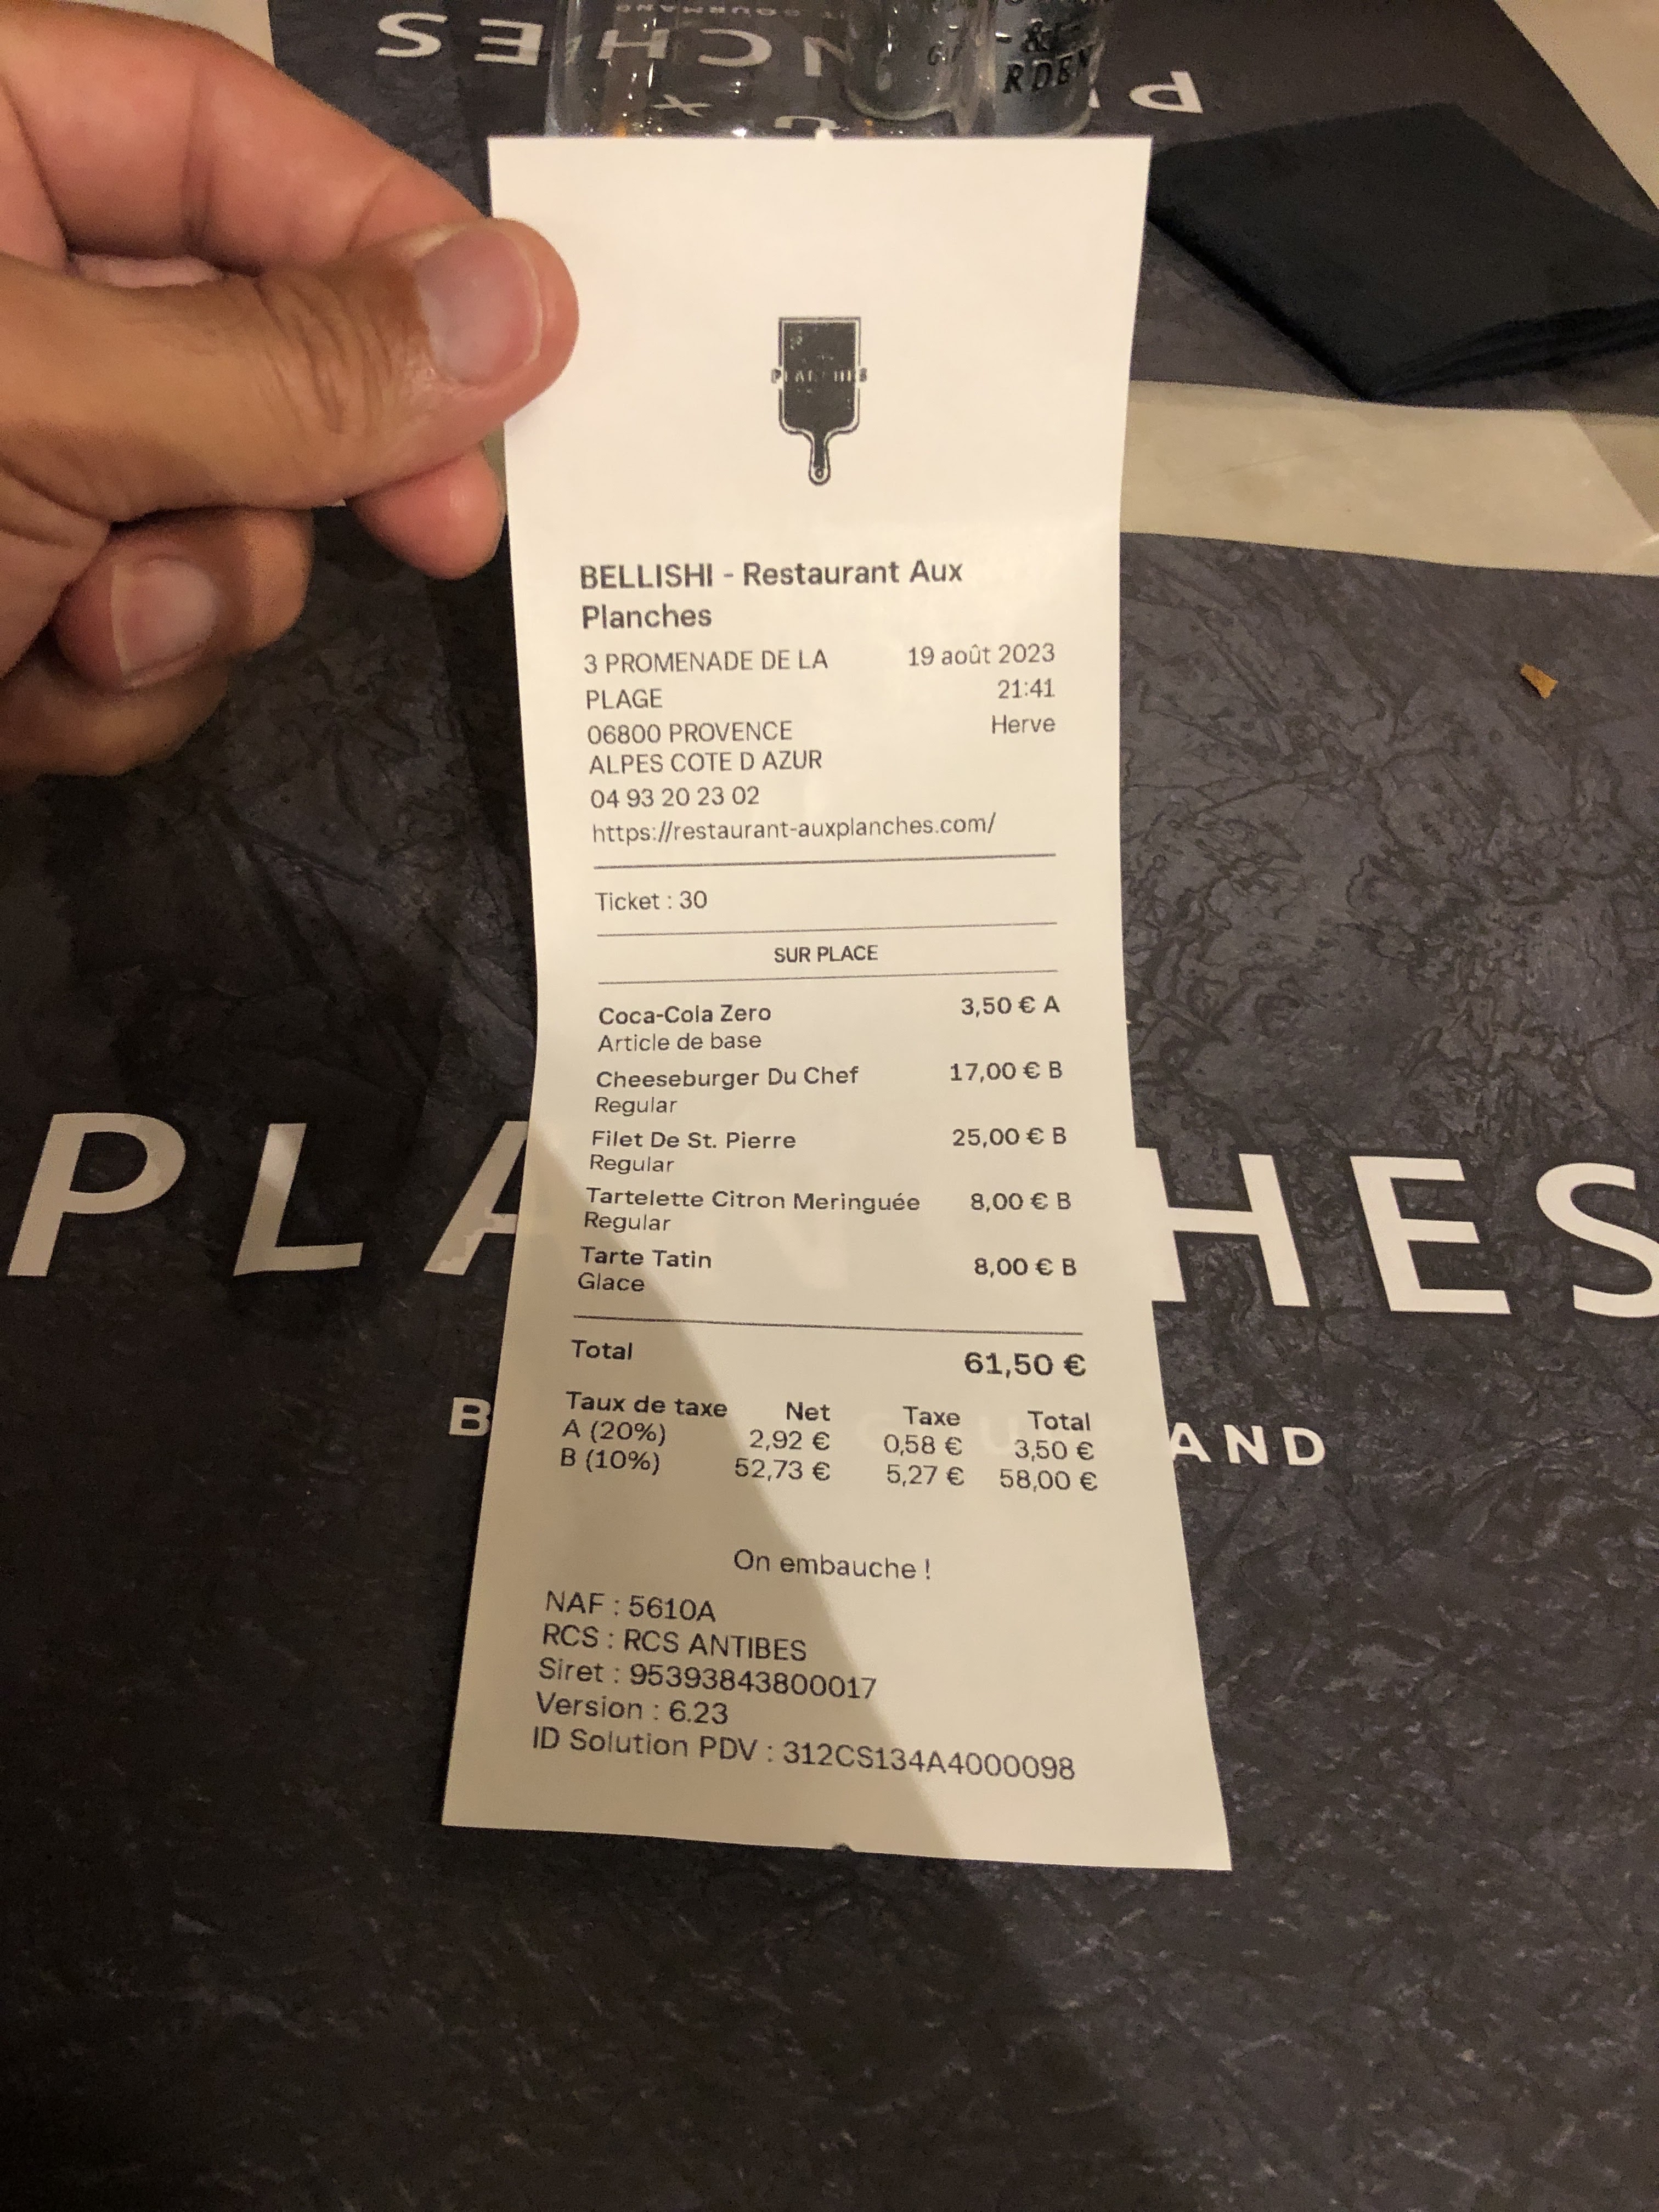 PLANCHES
- & -
RDEN
PLANCHES
BELLISHI - Restaurant Aux
Planches
3 PROMENADE DE LA 19 août 2023
PLAGE 21:41
06800 PROVENCE Herve
ALPES COTE D AZUR
04 93 20 23 02
https://restaurant-auxplanches.com/
Ticket : 30
SUR PLACE
Coca-Cola Zero 3,50 € A
Article de base
Cheeseburger Du Chef 17,00 € B
Regular
Filet De St. Pierre 25,00 € B
Regular
Tartelette Citron Meringuée 8,00 € B
Regular
Tarte Tatin 8,00 € B
Glace
Total 61,50 €
Taux de taxe Net Taxe Total
A (20%) 2,92 € 0,58 € 3,50 €
B (10%) 52,73 € 5,27 € 58,00 €
On embauche !
NAF : 5610A
RCS : RCS ANTIBES
Siret : 95393843800017
Version : 6.23
ID Solution PDV : 312CS134A4000098
PLA HES
B AND